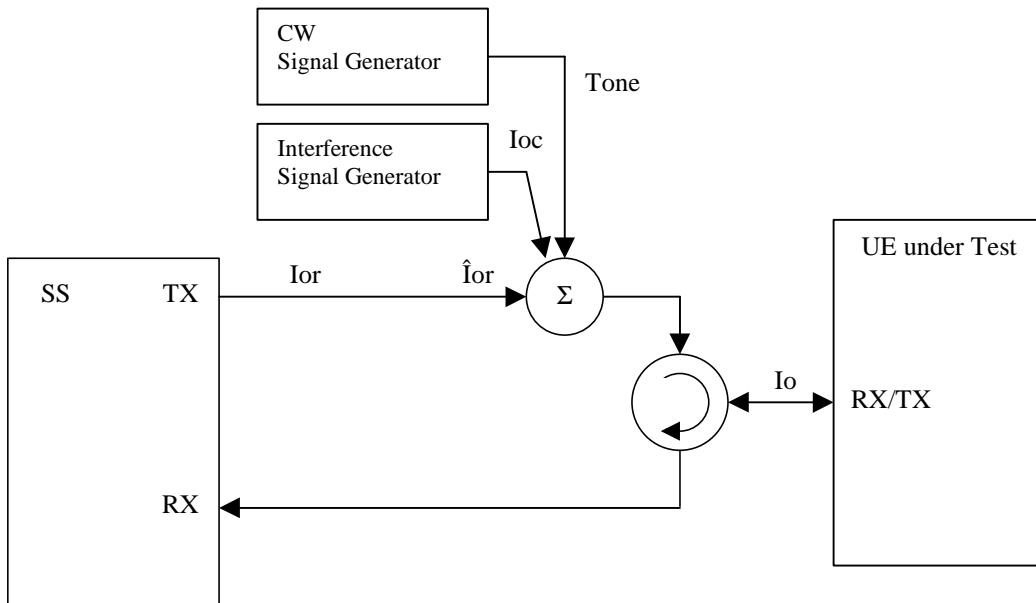 CW
Signal Generator
Tone
Interference
Signal Generator
Ioc
UE under Test
SS
TX
Ior
Îor
Σ
Io
RX/TX
RX